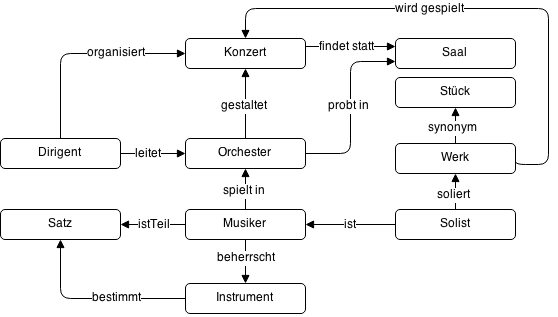 wird gespielt
organisiert
Konzert
findet statt
Saal
Stück
gestaltet
probt in
synonym
Dirigent
leitet
Orchester
Werk
spielt in
soliert
Satz
istTeil
Musiker
ist
Solist
beherrscht
bestimmt
Instrument